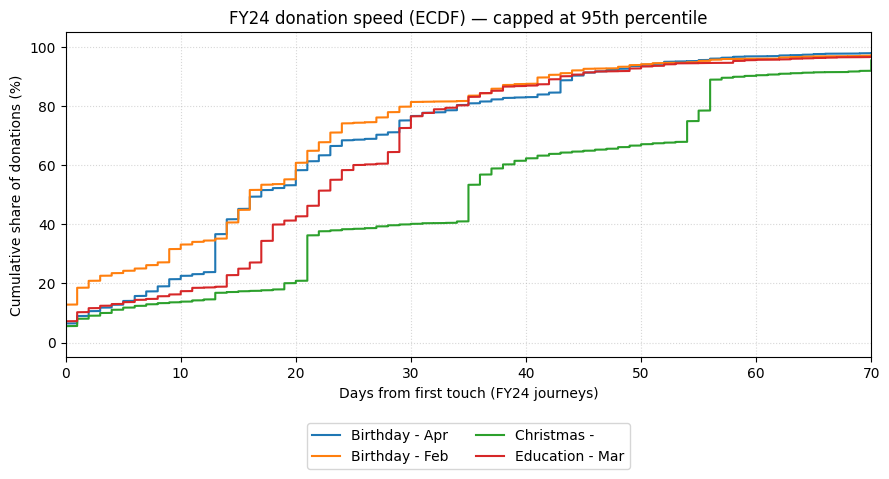 FY24 donation speed (ECDF) — capped at 95th percentile
Cumulative share of donations (%)
100
80
60
40
20
0
0 10 20 30 40 50 60 70
Days from first touch (FY24 journeys)
Birthday - Apr
Birthday - Feb
Christmas -
Education - Mar